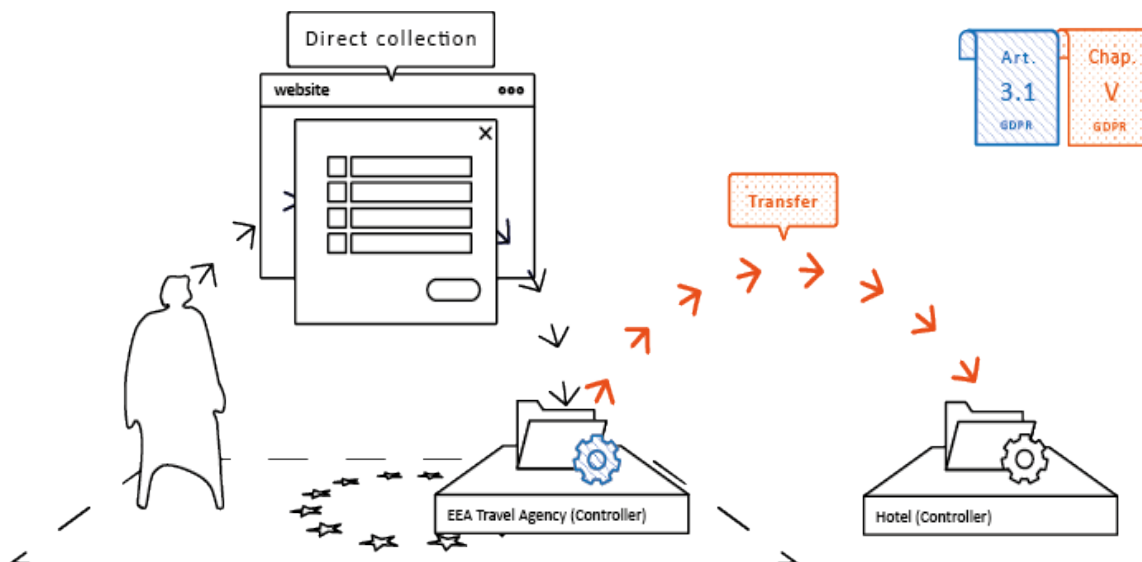 Direct collection
website
Art.
3.1
GDPR
Chap.
V
GDPR
Transfer
EEA Travel Agency (Controller)
Hotel (Controller)